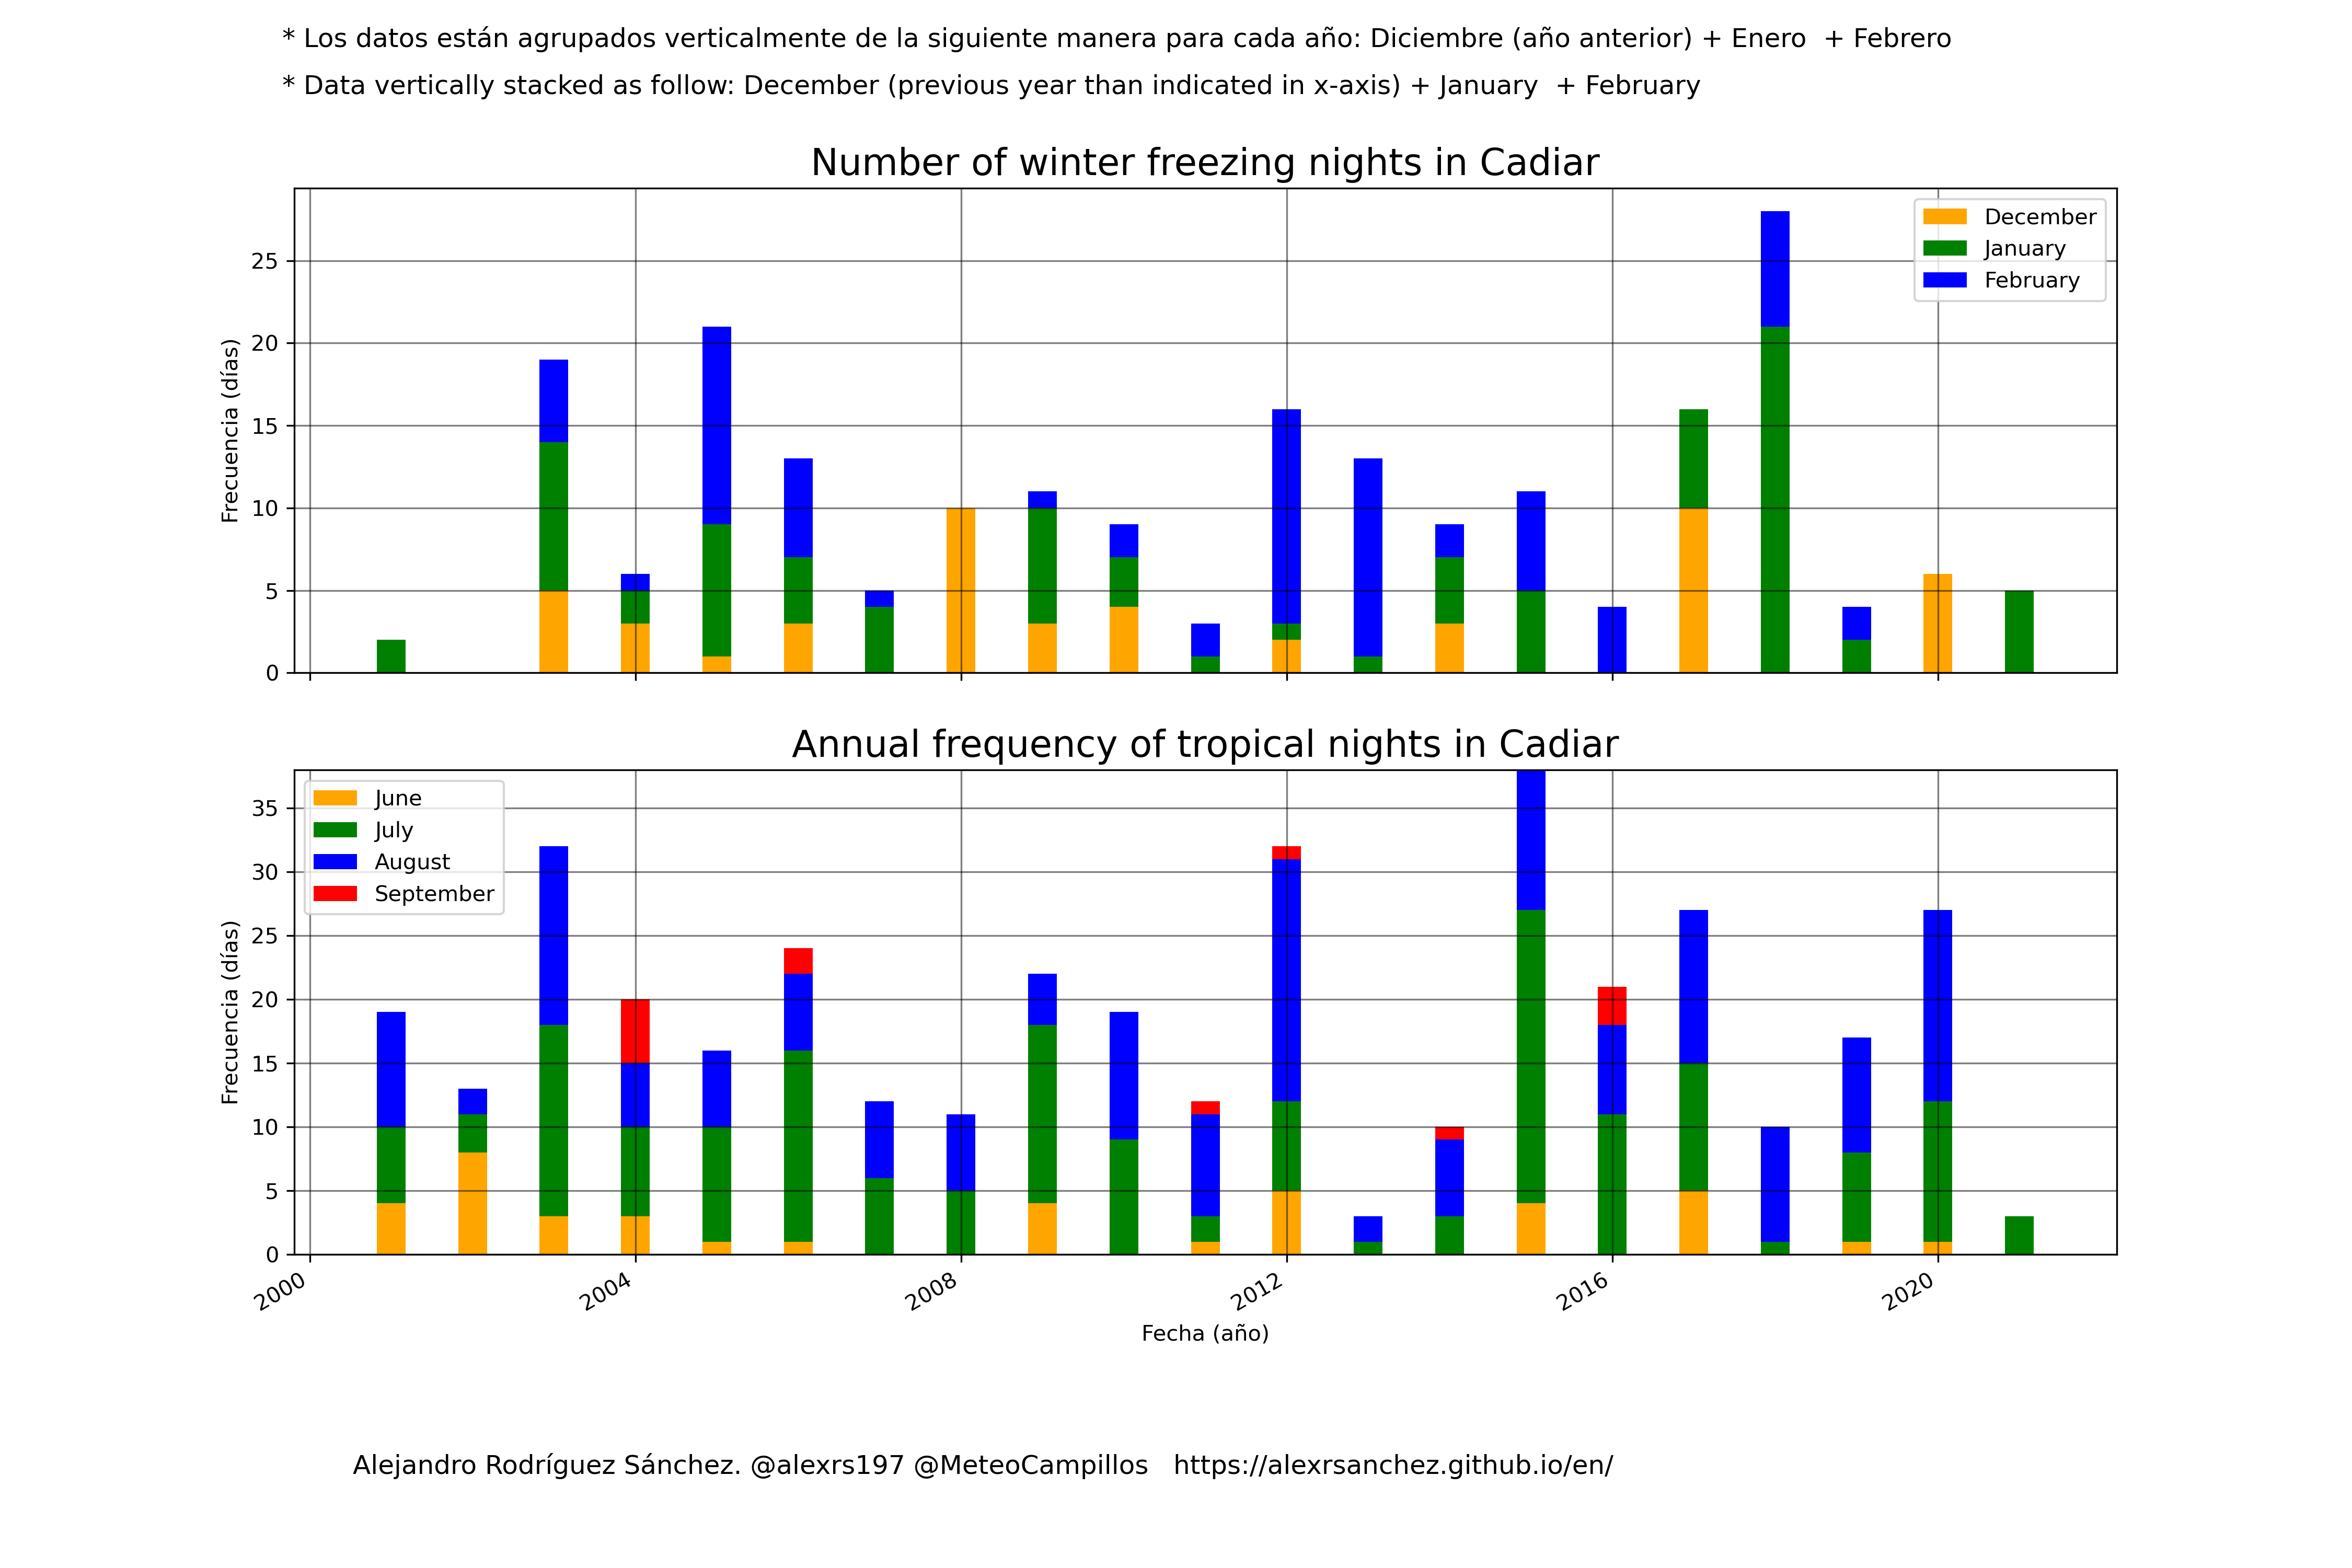 * Los datos están agrupados verticalmente de la siguiente manera para cada año: Diciembre (año anterior) + Enero  + Febrero
* Data vertically stacked as follow: December (previous year than indicated in x-axis) + January  + February
Number of winter freezing nights in Cadiar
December
January
February
25
20
15
10
5
0
Frecuencia (días)
Annual frequency of tropical nights in Cadiar
June
July
August
September
35
30
25
20
15
10
5
0
Frecuencia (días)
2000
2004
2008
2012
2016
2020
Fecha (año)
Alejandro Rodríguez Sánchez. @alexrs197 @MeteoCampillos   https://alexrsanchez.github.io/en/